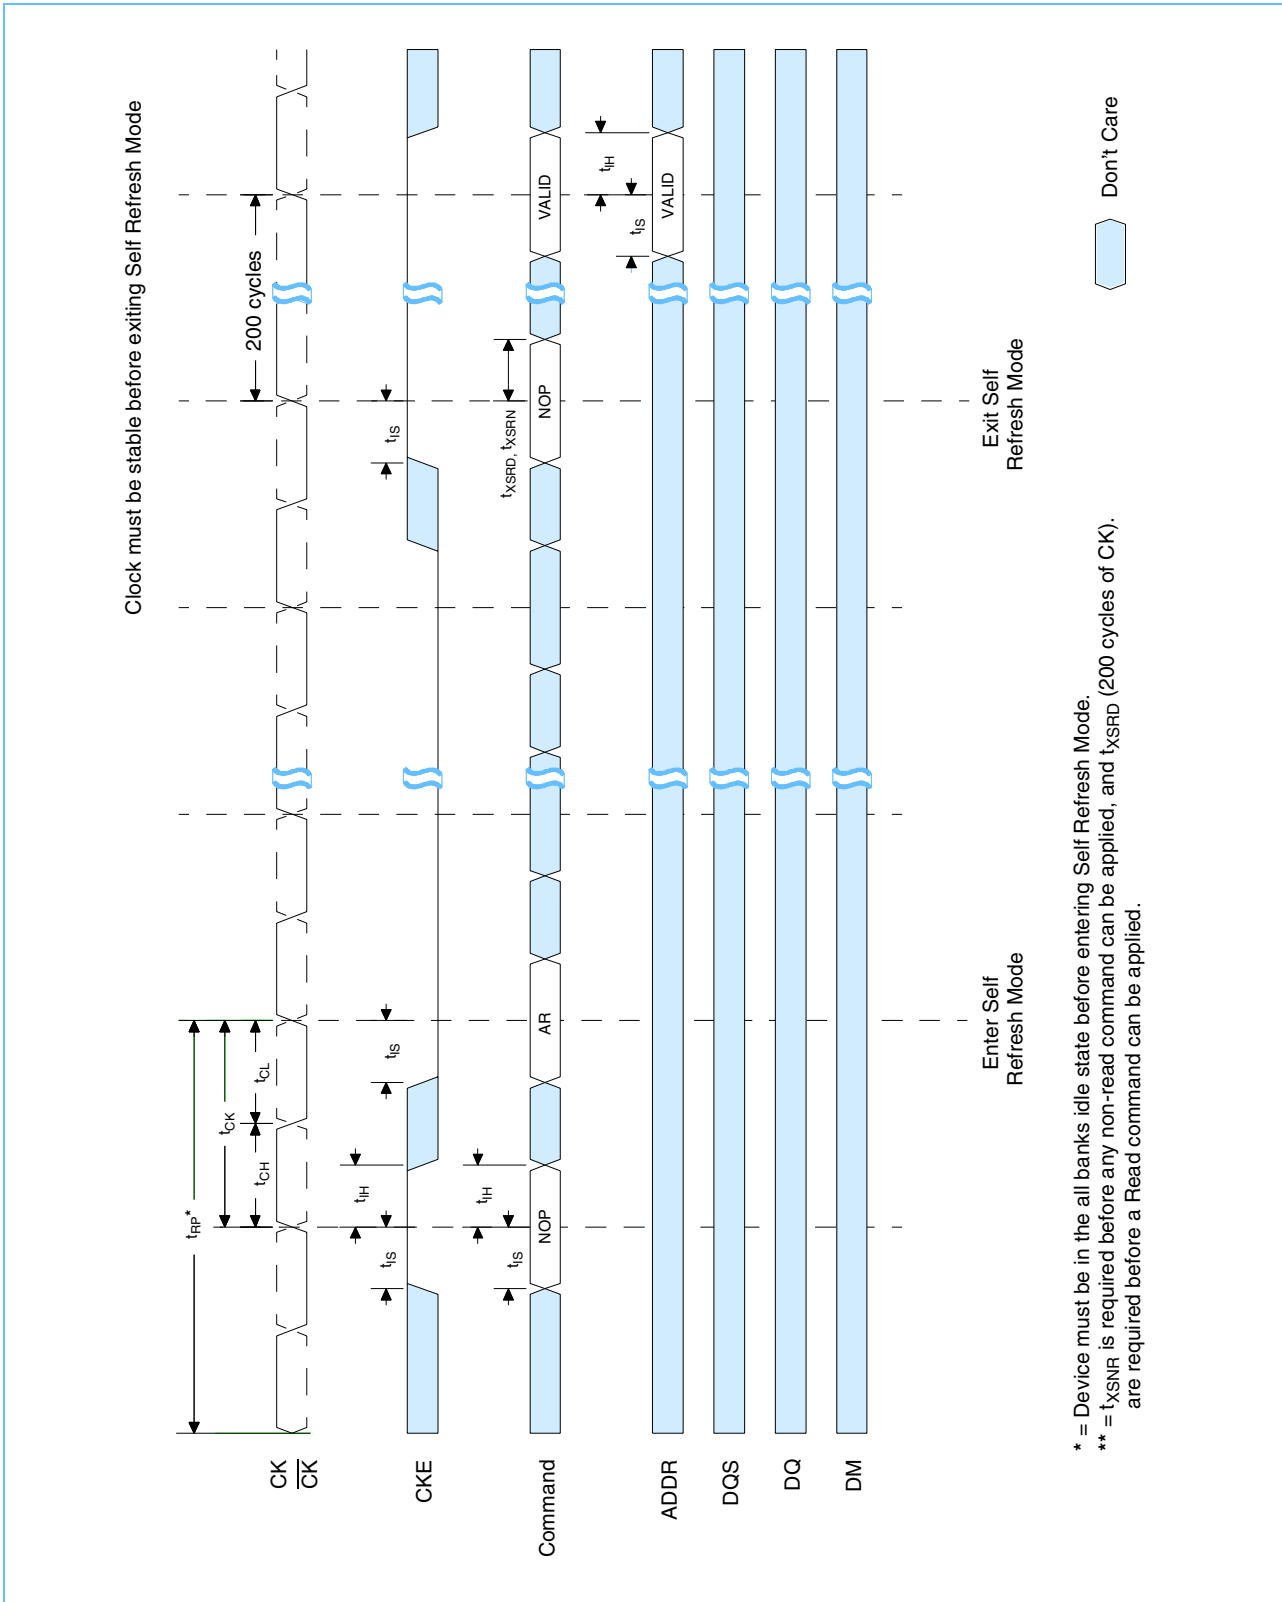 Clock must be stable before exiting Self Refresh Mode
tRP*
tCK
tCH
tCL
200 cycles
CK
CK
tIS
tIH
tIS
tIS
CKE
tIS
tIH
tXSRD, tXSRN
NOP
AR
NOP
VALID
Command
tIS
tIH
VALID
ADDR
DQS
DQ
DM
Enter Self
Refresh Mode
Exit Self
Refresh Mode
* = Device must be in the all banks idle state before entering Self Refresh Mode.
** = tXSNR is required before any non-read command can be applied, and tXSRD (200 cycles of CK).
are required before a Read command can be applied.
Don't Care